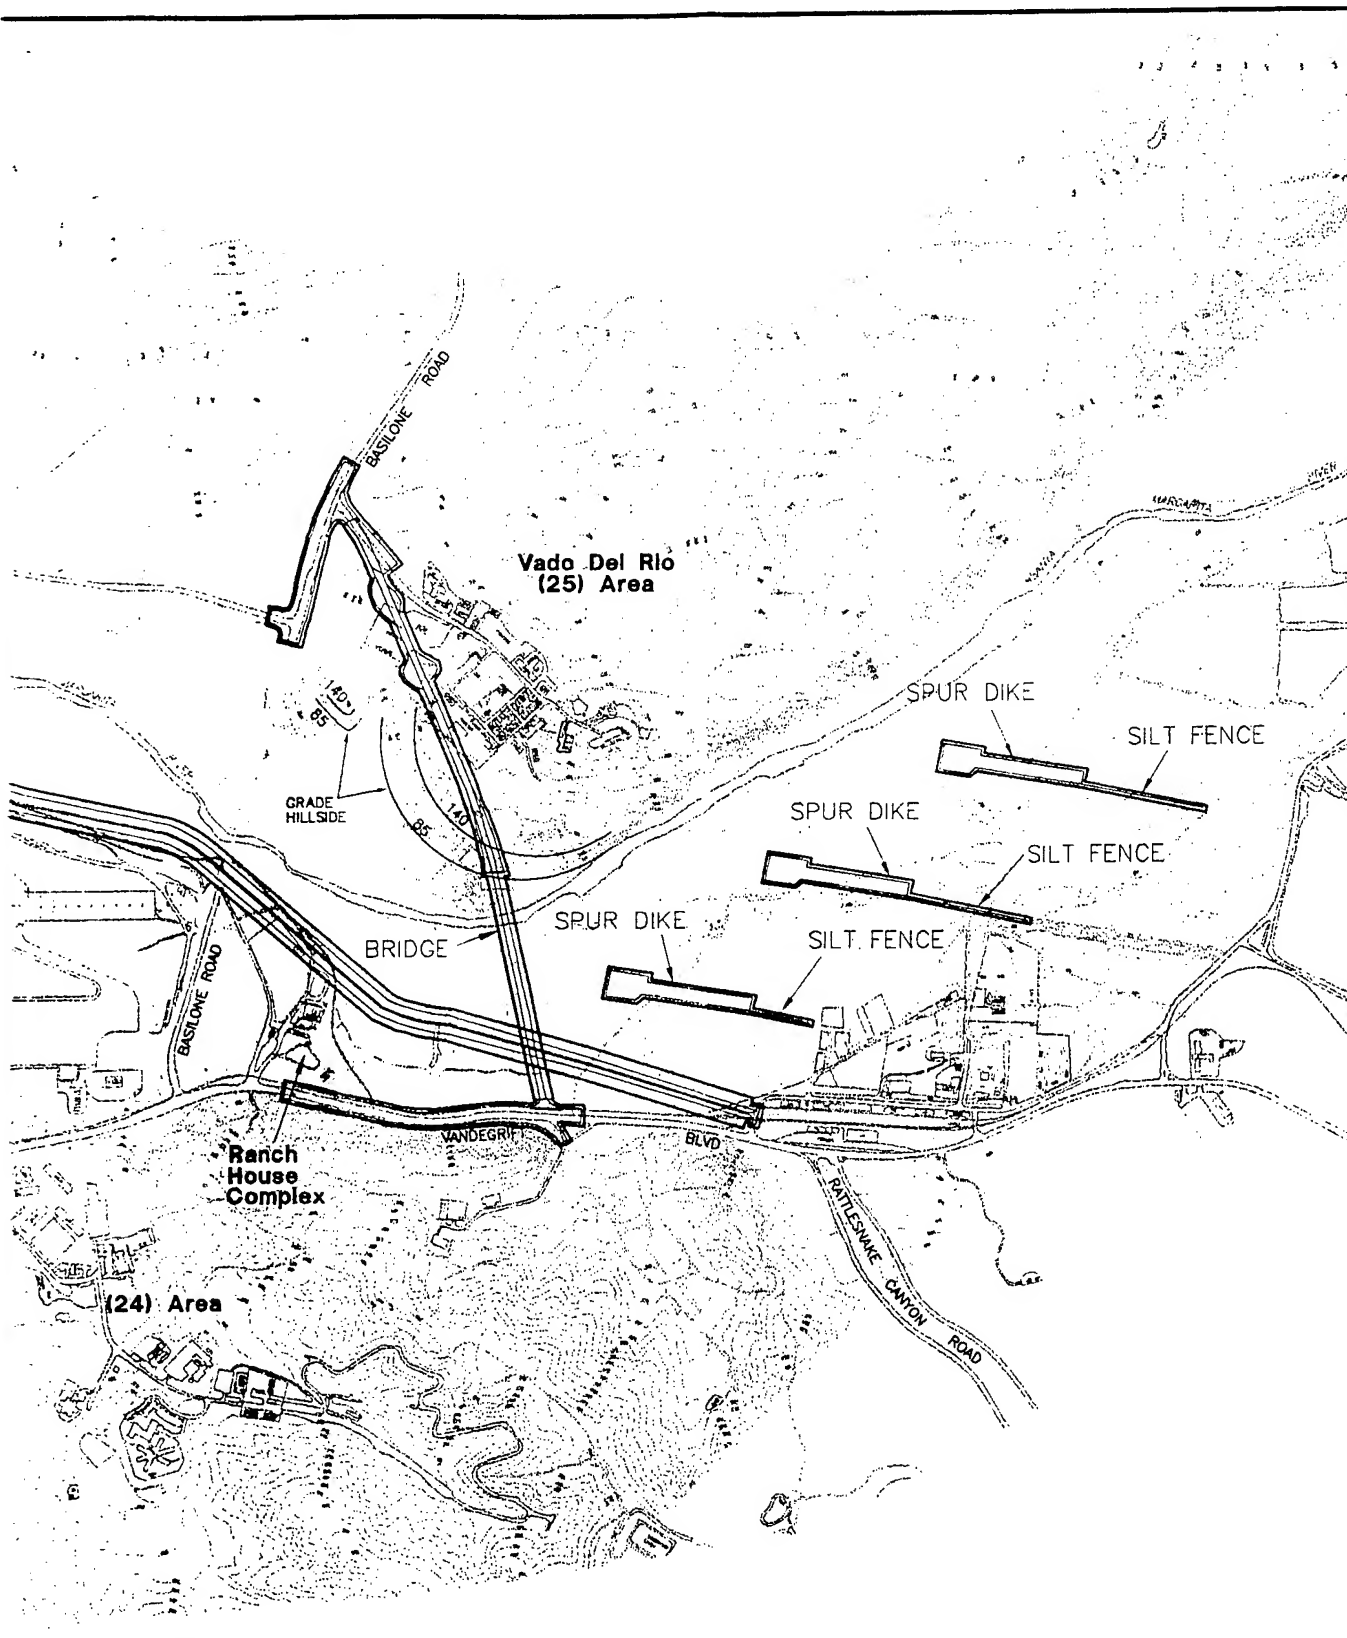 BASILONE ROAD
MARGARITA
RIVER
Vado Del Rio
(25) Area
140
85
SPUR DIKE
SILT FENCE
GRADE
HILLSIDE
140
85
SPUR DIKE
SILT FENCE
SPUR DIKE
SILT FENCE
BRIDGE
BASILONE ROAD
VANDEGRIFT
BLVD
Ranch
House
Complex
RATTLESNAKE CANYON ROAD
(24) Area